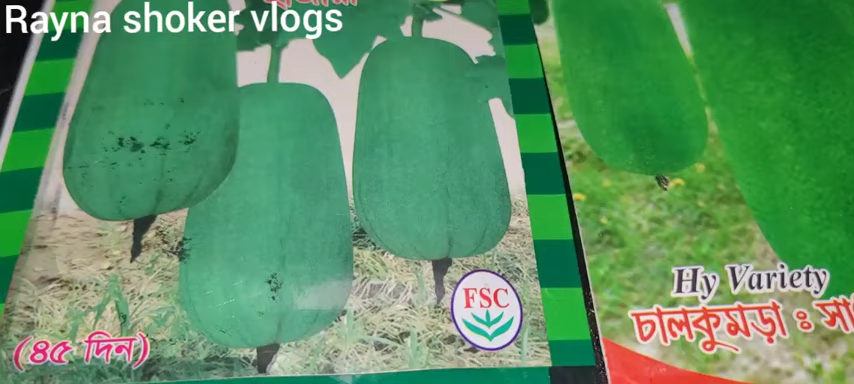 Rayna shoker vlogs
FSC
(৪৫ দিন)
Hy Variety
চালকুমড়া ঃ